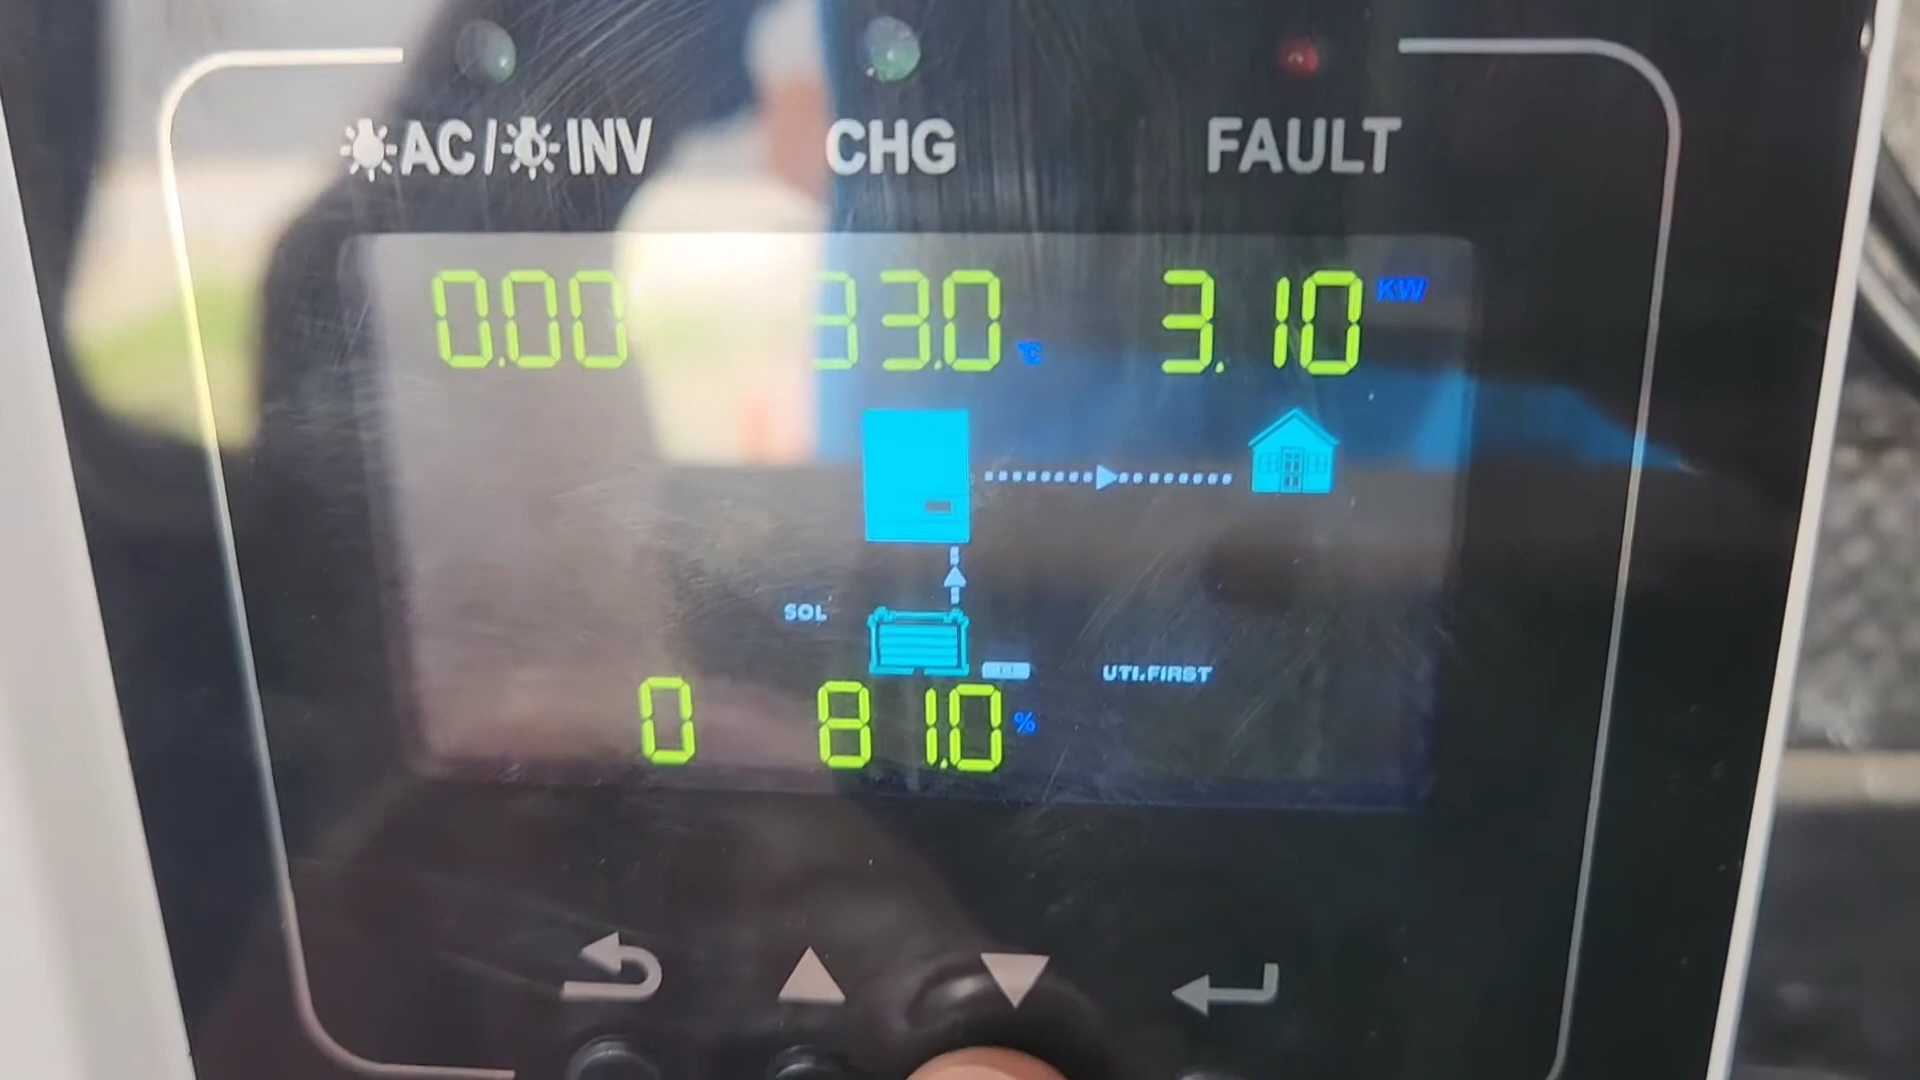 AC/ INV CHG FAULT
0.00 33.0 °C 3.10 KW
SOL
UTI.FIRST
0 81.0 %